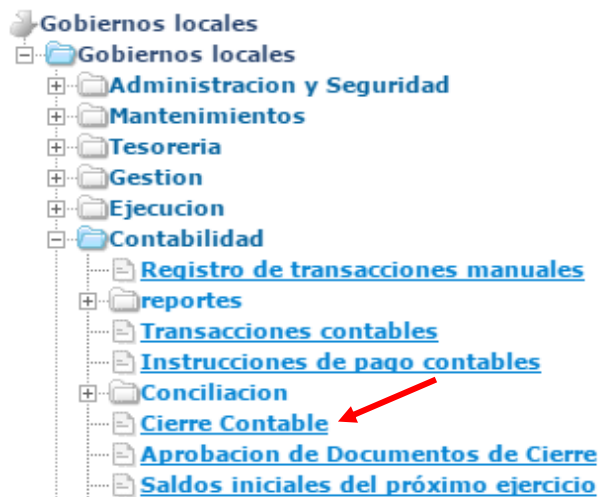 Gobiernos locales
Gobiernos locales
Administracion y Seguridad
Mantenimientos
Tesoreria
Gestion
Ejecucion
Contabilidad
Registro de transacciones manuales
reportes
Transacciones contables
Instrucciones de pago contables
Conciliacion
Cierre Contable
Aprobacion de Documentos de Cierre
Saldos iniciales del próximo ejercicio